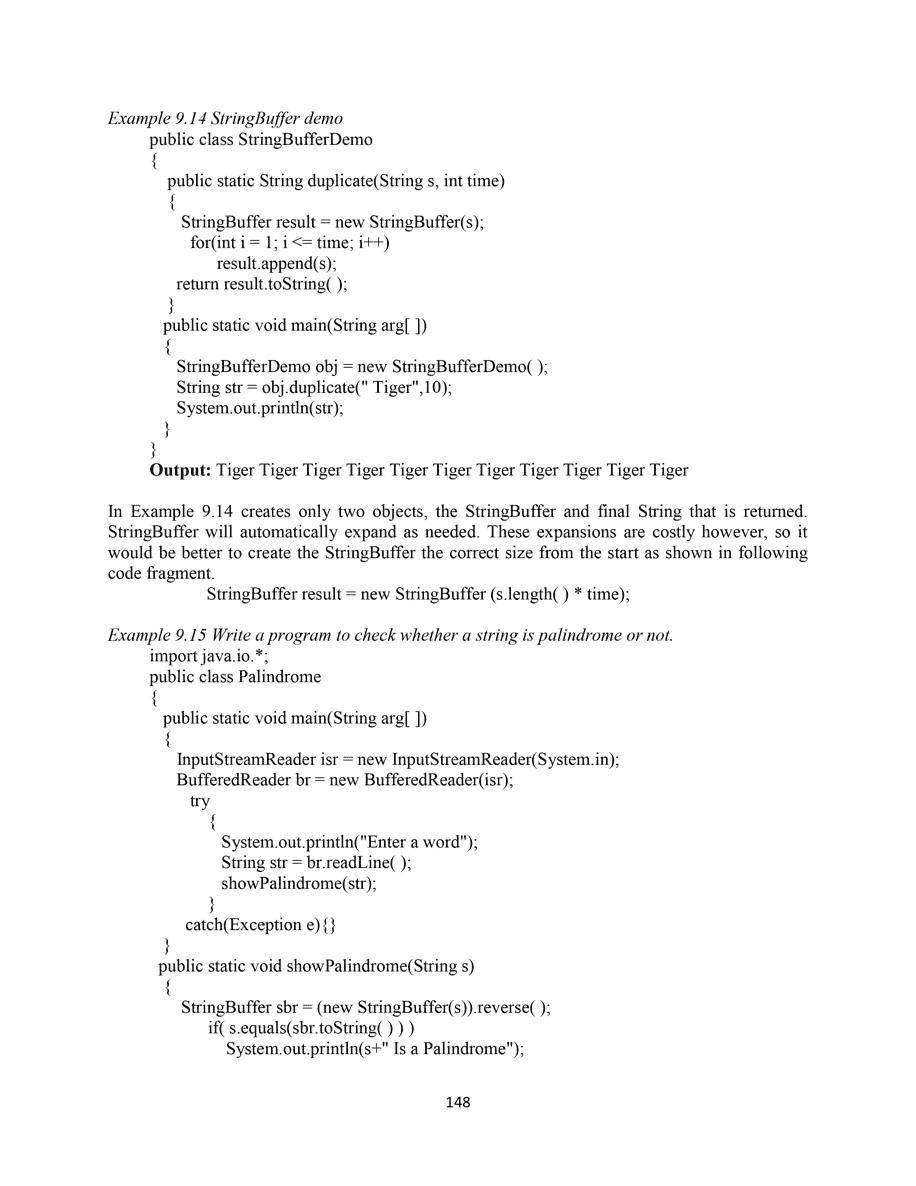 Example 9.14 StringBuffer demo
public class StringBufferDemo
{
public static String duplicate(String s, int time)
{
StringBuffer result = new StringBuffer(s);
for(int i = 1; i <= time; i++)
result.append(s);
return result.toString( );
}
public static void main(String arg[ ])
{
StringBufferDemo obj = new StringBufferDemo( );
String str = obj.duplicate(" Tiger",10);
System.out.println(str);
}
}
Output: Tiger Tiger Tiger Tiger Tiger Tiger Tiger Tiger Tiger Tiger Tiger
In Example 9.14 creates only two objects, the StringBuffer and final String that is returned.
StringBuffer will automatically expand as needed. These expansions are costly however, so it
would be better to create the StringBuffer the correct size from the start as shown in following
code fragment.
StringBuffer result = new StringBuffer (s.length( ) * time);
Example 9.15 Write a program to check whether a string is palindrome or not.
import java.io.*;
public class Palindrome
{
public static void main(String arg[ ])
{
InputStreamReader isr = new InputStreamReader(System.in);
BufferedReader br = new BufferedReader(isr);
try
{
System.out.println("Enter a word");
String str = br.readLine( );
showPalindrome(str);
}
catch(Exception e){}
}
public static void showPalindrome(String s)
{
StringBuffer sbr = (new StringBuffer(s)).reverse( );
if( s.equals(sbr.toString( ) ) )
System.out.println(s+" Is a Palindrome");
148